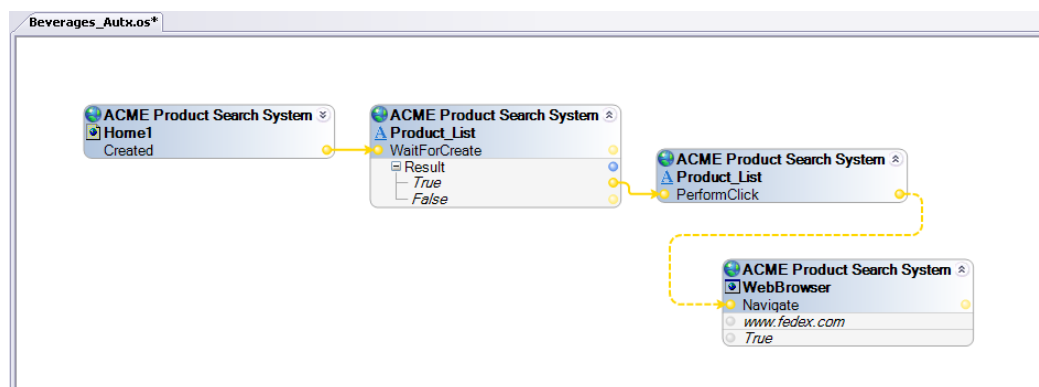 Beverages_Autx.os*
ACME Product Search System
Home1
Created
ACME Product Search System
A Product_List
WaitForCreate
Result
True
False
ACME Product Search System
A Product_List
PerformClick
ACME Product Search System
WebBrowser
Navigate
www.fedex.com
True